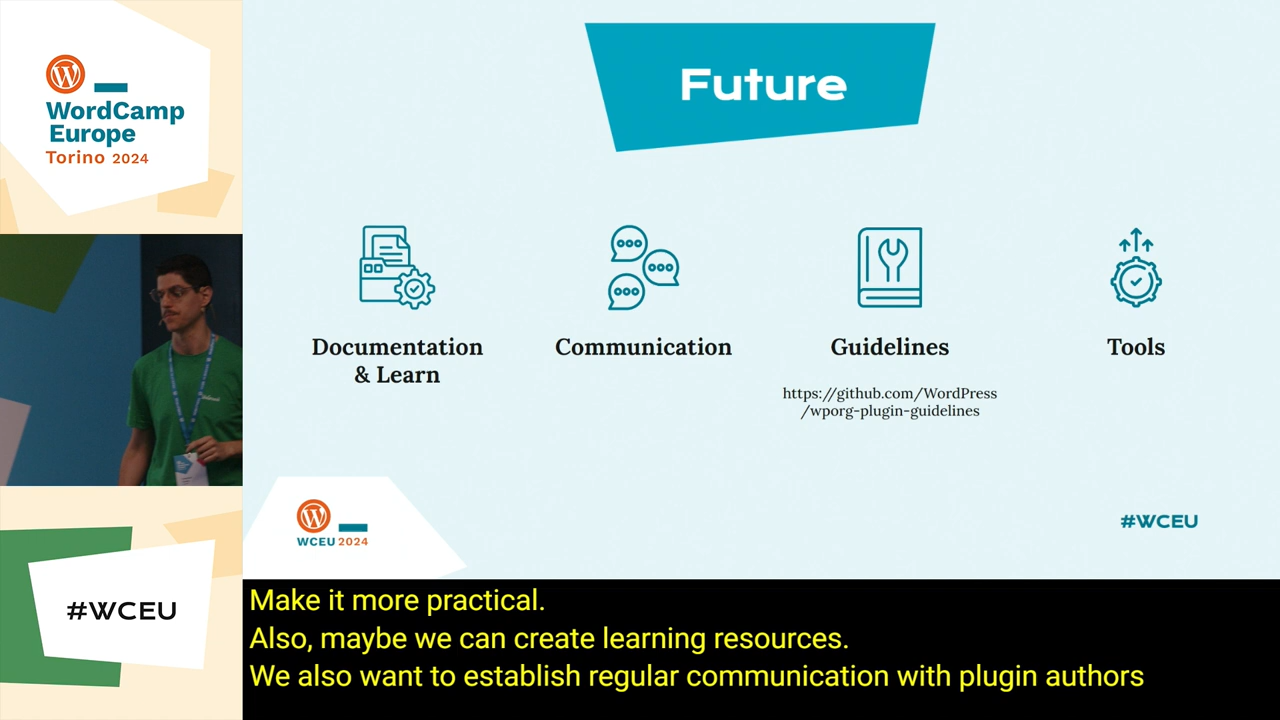 WordCamp
Europe
Torino 2024
#WCEU
Future
Documentation
& Learn
Communication
Guidelines
https://github.com/WordPress
/wporg-plugin-guidelines
Tools
WCEU 2024
#WCEU
Make it more practical.
Also, maybe we can create learning resources.
We also want to establish regular communication with plugin authors